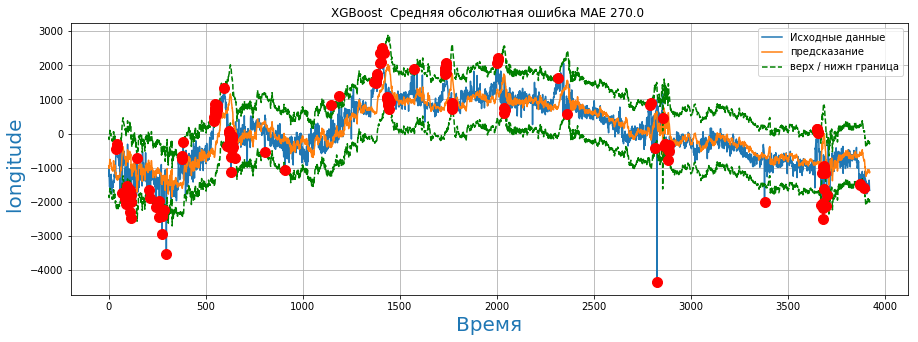 XGBoost  Средняя обсолютная ошибка MAE 270.0
3000
2000
1000
0
−1000
−2000
−3000
−4000
longitude
Исходные данные
предсказание
верх / нижн граница
0
500
1000
1500
2000
2500
3000
3500
4000
Время